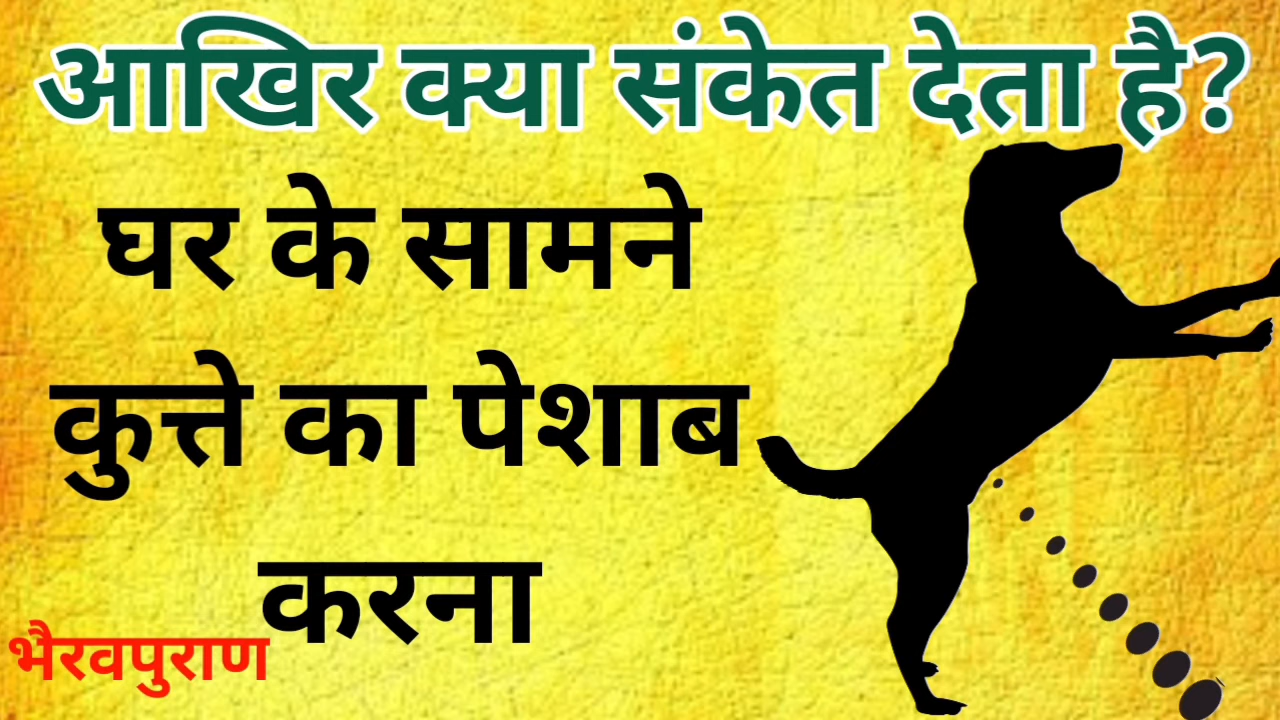 आखिर क्या संकेत देता है?
घर के सामने
कुत्ते का पेशाब
करना
भैरवपुराण